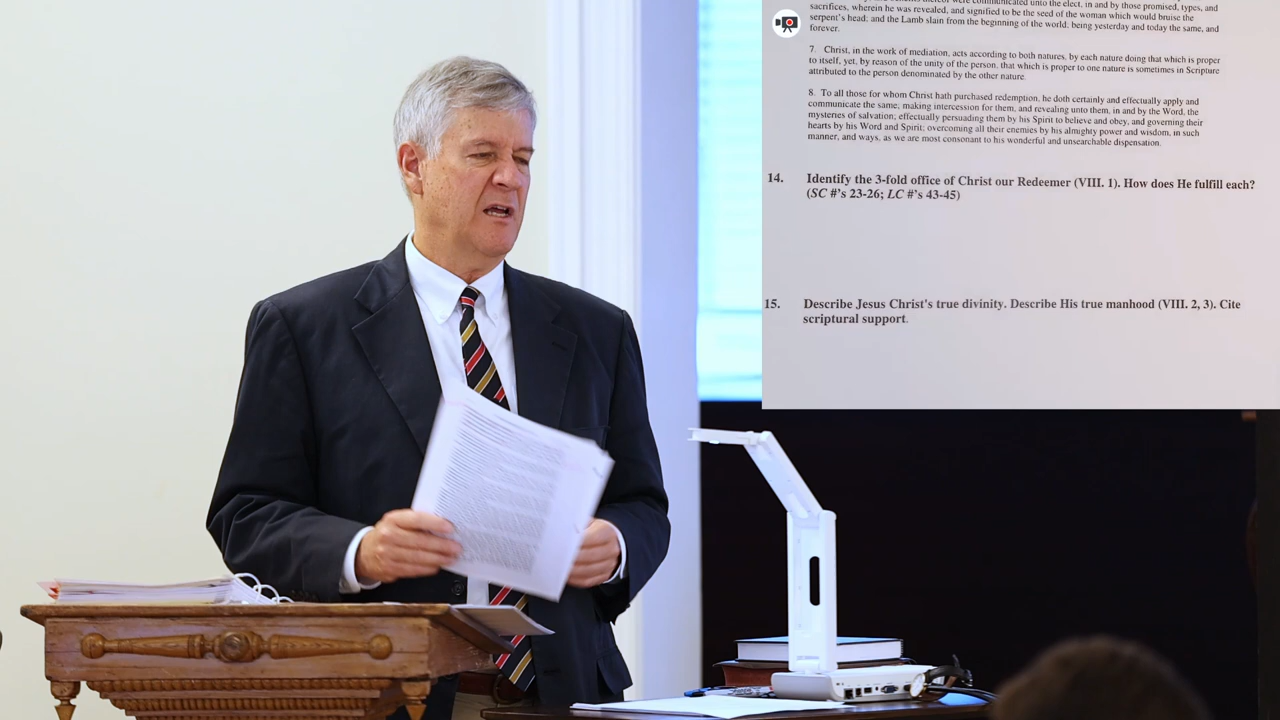 sacrifices, wherein he was revealed, and signified to be the seed of the woman which would bruise the
serpent's head; and the Lamb slain from the beginning of the world, being yesterday and today the same, and
forever.
7. Christ, in the work of mediation, acts according to both natures, by each nature doing that which is proper
to itself, yet, by reason of the unity of the person, that which is proper to one nature is sometimes in Scripture
attributed to the person denominated by the other nature.
8. To all those for whom Christ hath purchased redemption, he doth certainly and effectually apply and
communicate the same; making intercession for them, and revealing unto them, in and by the Word, the
mysteries of salvation; effectually persuading them by his Spirit to believe and obey, and governing their
hearts by his Word and Spirit; overcoming all their enemies by his almighty power and wisdom, in such
manner, and ways, as we are most consonant to his wonderful and unsearchable dispensation.
14. Identify the 3-fold office of Christ our Redeemer (VIII. 1). How does He fulfill each?
(SC #'s 23-26; LC #'s 43-45)
15. Describe Jesus Christ's true divinity. Describe His true manhood (VIII. 2, 3). Cite
scriptural support.